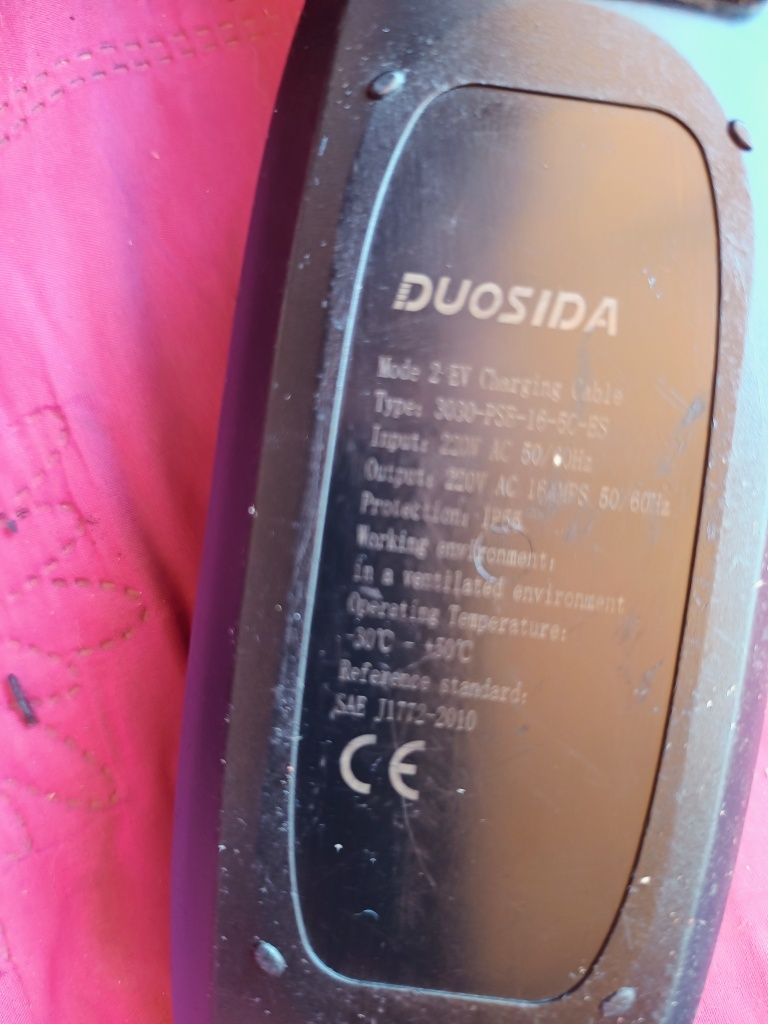 DUOSIDA
Mode 2 EV Charging Cable
Type:
Input: 220V AC 50/60Hz
Output: 220V AC 16AMPS 50/60Hz
Protection:
Working environment:
in a ventilated environment
Operating Temperature:
-30℃ - +50℃
Reference standard:
SAE J1772-2010
CE